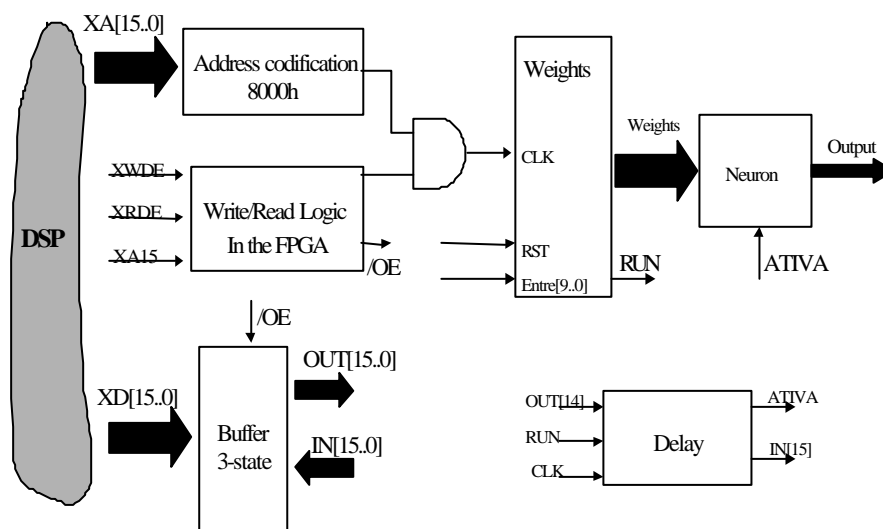 XA[15..0]
Address codification
8000h
Weights
CLK
Weights
Neuron
Output
XWDE
XRDE
XA15
Write/Read Logic
In the FPGA
/OE
DSP
RST
Entre[9..0]
RUN
ATIVA
/OE
XD[15..0]
Buffer
3-state
OUT[15..0]
IN[15..0]
OUT[14]
RUN
CLK
Delay
ATIVA
IN[15]